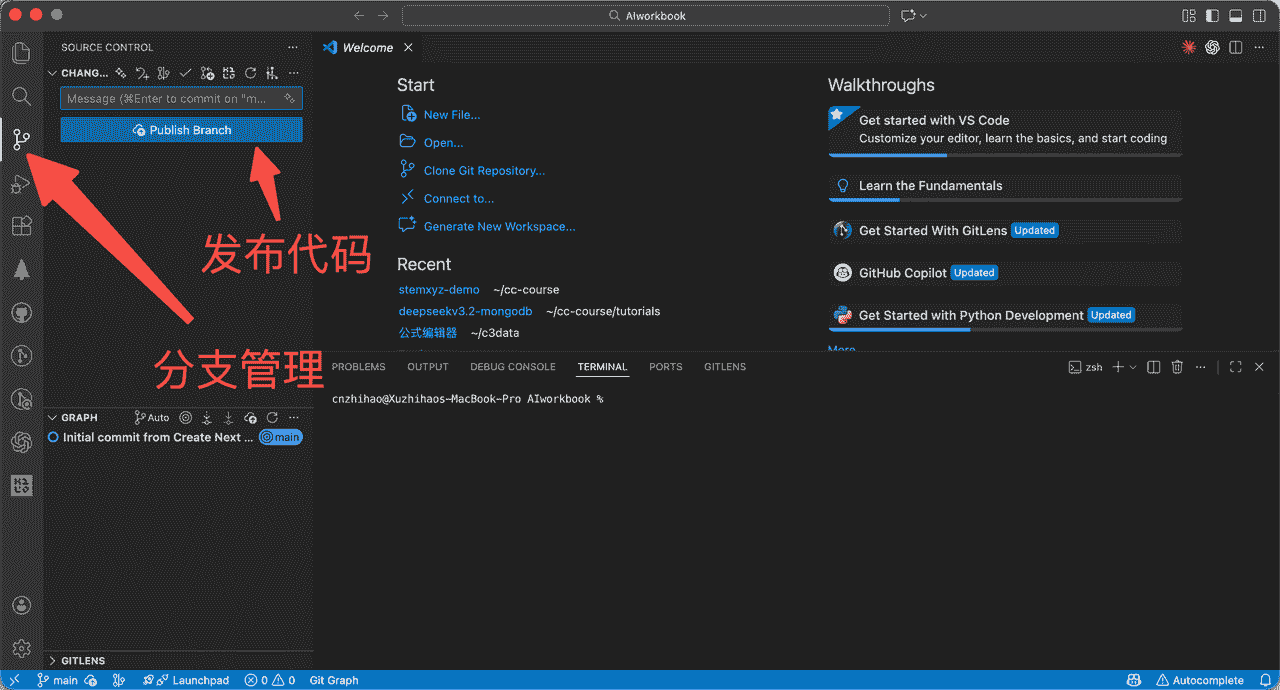 AIworkbook
SOURCE CONTROL
Welcome
CHANG...
Message (⌘Enter to commit on "m...
Publish Branch
发布代码
分支管理
Start
New File...
Open...
Clone Git Repository...
Connect to...
Generate New Workspace...
Recent
stemxyz-demo ~/cc-course
deepseekv3.2-mongodb ~/cc-course/tutorials
公式编辑器 ~/c3data
Walkthroughs
Get started with VS Code
Customize your editor, learn the basics, and start coding
Learn the Fundamentals
Get Started With GitLens Updated
GitHub Copilot Updated
Get Started with Python Development Updated
More...
PROBLEMS OUTPUT DEBUG CONSOLE TERMINAL PORTS GITLENS
zsh
cnzhihao@Xuzhihaos-MacBook-Pro AIworkbook %
GRAPH Auto
Initial commit from Create Next ... main
GITLENS
main Launchpad 0 0 Git Graph Autocomplete